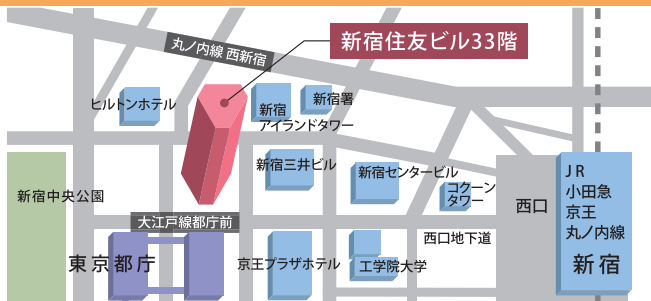 丸ノ内線 西新宿
新宿住友ビル33階
ヒルトンホテル
新宿
アイランドタワー
新宿署
新宿三井ビル
新宿センタービル
コクーン
タワー
新宿中央公園
大江戸線都庁前
西口
JR
小田急
京王
丸ノ内線
新宿
西口地下道
東京都庁
京王プラザホテル
工学院大学